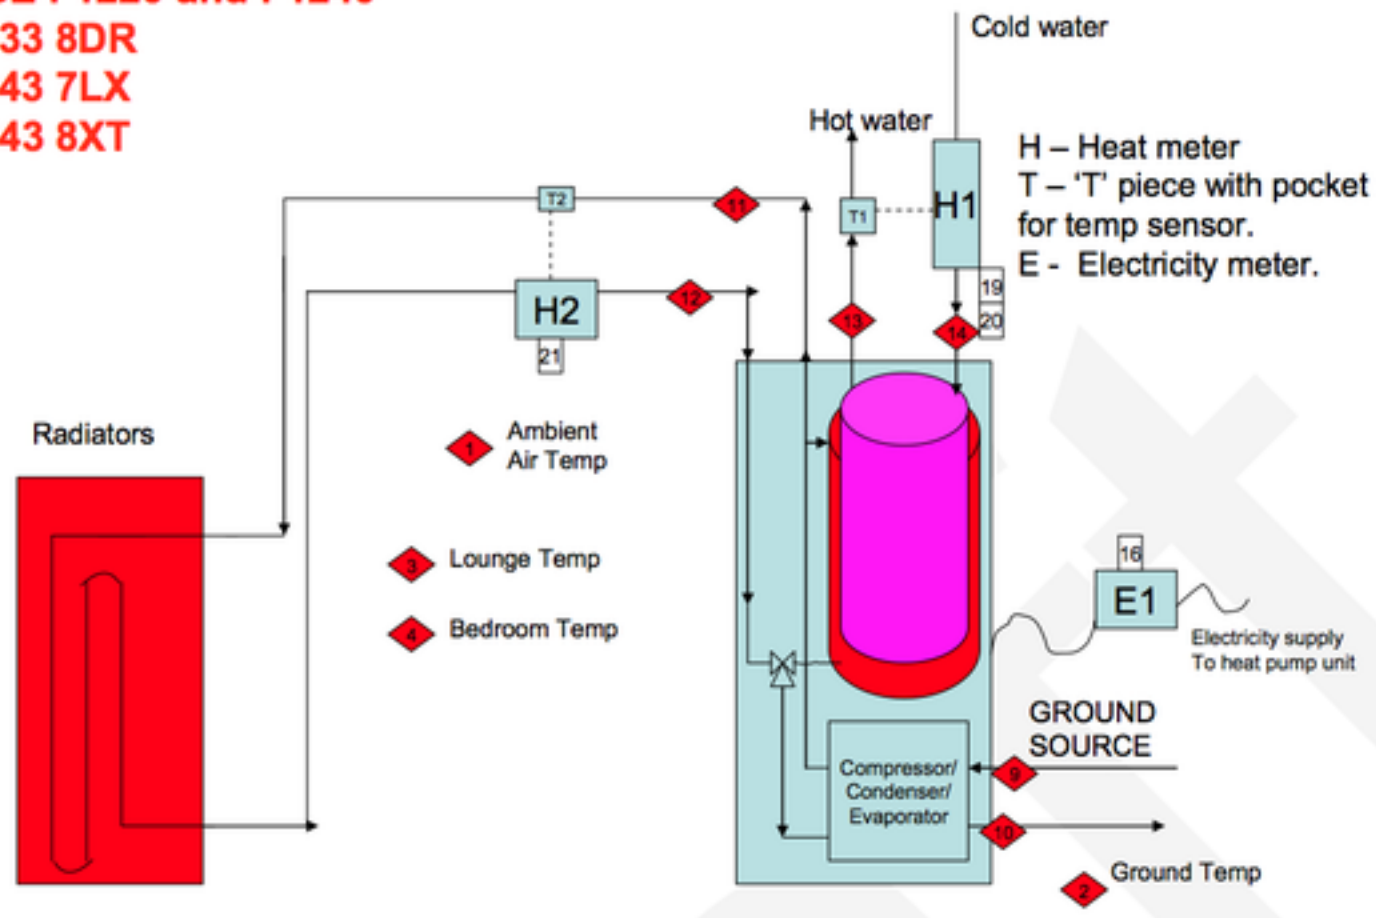 33 8DR
43 7LX
43 8XT
Cold water
Hot water
H – Heat meter
T – ‘T’ piece with pocket
for temp sensor.
E -  Electricity meter.
T2
11
T1
H1
19
20
H2
12
13
14
21
Radiators
1
Ambient
Air Temp
3
Lounge Temp
4
Bedroom Temp
16
E1
Electricity supply
To heat pump unit
GROUND
SOURCE
Compressor/
Condenser/
Evaporator
9
10
Ground Temp
2